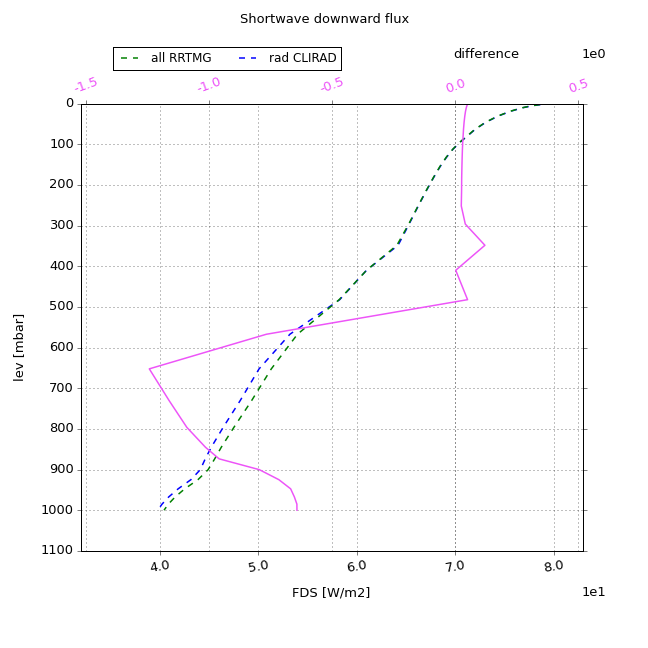 Shortwave downward flux
all RRTMG rad CLIRAD difference 1e0
-1.5 -1.0 -0.5 0.0 0.5
0
100
200
300
400
500
600
700
800
900
1000
1100
lev [mbar]
4.0 5.0 6.0 7.0 8.0
FDS [W/m2] 1e1